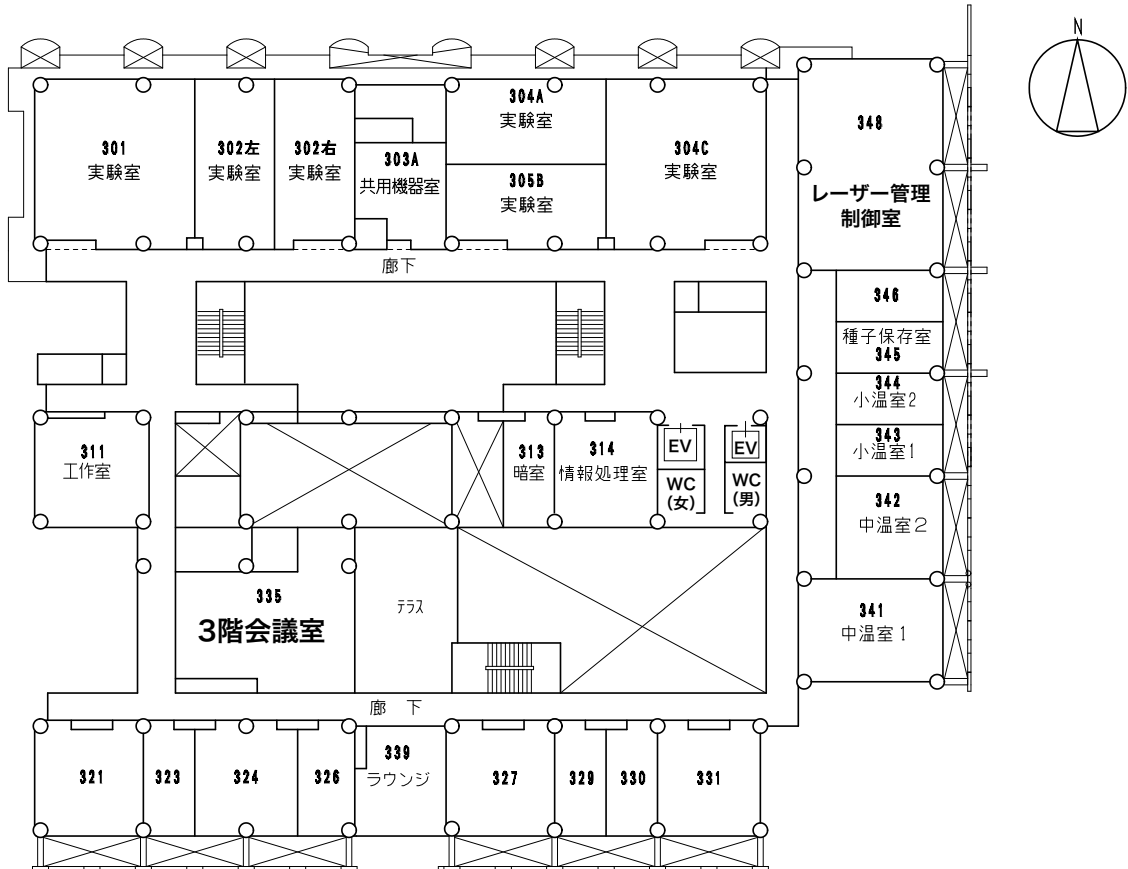 N
301
実験室
302左
実験室
302右
実験室
303A
共用機器室
304A
実験室
305B
実験室
304C
実験室
348
レーザー管理
制御室
廊下
346
種子保存室
345
344
小温室2
343
小温室1
342
中温室2
341
中温室1
311
工作室
313
暗室
314
情報処理室
EV
WC
(女)
EV
WC
(男)
335
3階会議室
テラス
廊 下
321
323
324
326
339
ラウンジ
327
329
330
331